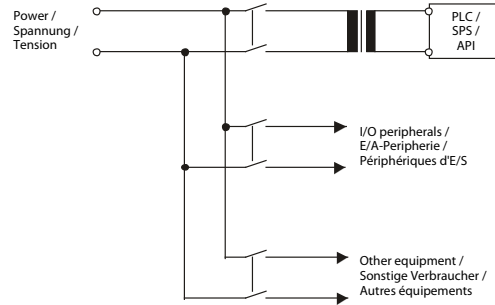 Power /
Spannung /
Tension
PLC /
SPS /
API
I/O peripherals /
E/A-Peripherie /
Périphériques d'E/S
Other equipment /
Sonstige Verbraucher /
Autres équipements